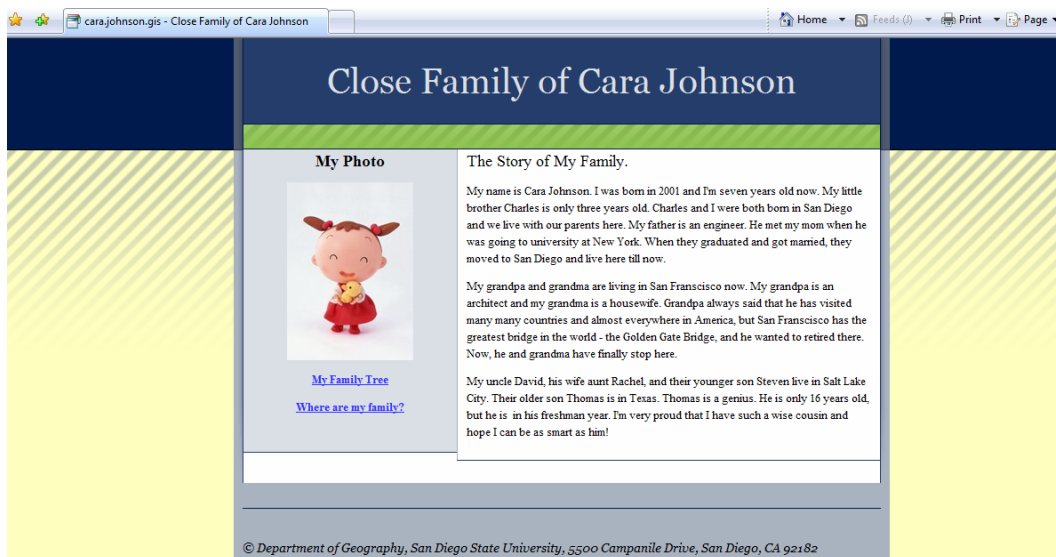 cara.johnson.gis - Close Family of Cara Johnson
Home
Feeds (J)
Print
Page
Close Family of Cara Johnson
My Photo
My Family Tree
Where are my family?
The Story of My Family.
My name is Cara Johnson. I was born in 2001 and I'm seven years old now. My little
brother Charles is only three years old. Charles and I were both born in San Diego
and we live with our parents here. My father is an engineer. He met my mom when he
was going to university at New York. When they graduated and got married, they
moved to San Diego and live here till now.
My grandpa and grandma are living in San Franscisco now. My grandpa is an
architect and my grandma is a housewife. Grandpa always said that he has visited
many many countries and almost everywhere in America, but San Franscisco has the
greatest bridge in the world - the Golden Gate Bridge, and he wanted to retired there.
Now, he and grandma have finally stop here.
My uncle David, his wife aunt Rachel, and their younger son Steven live in Salt Lake
City. Their older son Thomas is in Texas. Thomas is a genius. He is only 16 years old,
but he is in his freshman year. I'm very proud that I have such a wise cousin and
hope I can be as smart as him!
© Department of Geography, San Diego State University, 5500 Campanile Drive, San Diego, CA 92182